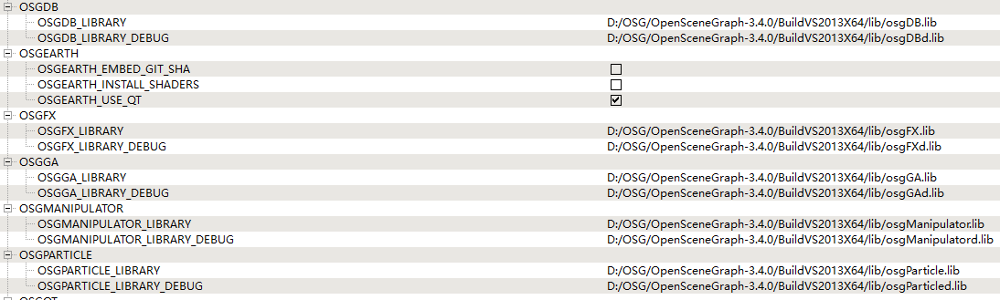 OSGDB
OSGDB_LIBRARY D:/OSG/OpenSceneGraph-3.4.0/BuildVS2013X64/lib/osgDB.lib
OSGDB_LIBRARY_DEBUG D:/OSG/OpenSceneGraph-3.4.0/BuildVS2013X64/lib/osgDBd.lib
OSGEARTH
OSGEARTH_EMBED_GIT_SHA
OSGEARTH_INSTALL_SHADERS
OSGEARTH_USE_QT
OSGFX
OSGFX_LIBRARY D:/OSG/OpenSceneGraph-3.4.0/BuildVS2013X64/lib/osgFX.lib
OSGFX_LIBRARY_DEBUG D:/OSG/OpenSceneGraph-3.4.0/BuildVS2013X64/lib/osgFXd.lib
OSGGA
OSGGA_LIBRARY D:/OSG/OpenSceneGraph-3.4.0/BuildVS2013X64/lib/osgGA.lib
OSGGA_LIBRARY_DEBUG D:/OSG/OpenSceneGraph-3.4.0/BuildVS2013X64/lib/osgGAd.lib
OSGMANIPULATOR
OSGMANIPULATOR_LIBRARY D:/OSG/OpenSceneGraph-3.4.0/BuildVS2013X64/lib/osgManipulator.lib
OSGMANIPULATOR_LIBRARY_DEBUG D:/OSG/OpenSceneGraph-3.4.0/BuildVS2013X64/lib/osgManipulatord.lib
OSGPARTICLE
OSGPARTICLE_LIBRARY D:/OSG/OpenSceneGraph-3.4.0/BuildVS2013X64/lib/osgParticle.lib
OSGPARTICLE_LIBRARY_DEBUG D:/OSG/OpenSceneGraph-3.4.0/BuildVS2013X64/lib/osgParticled.lib